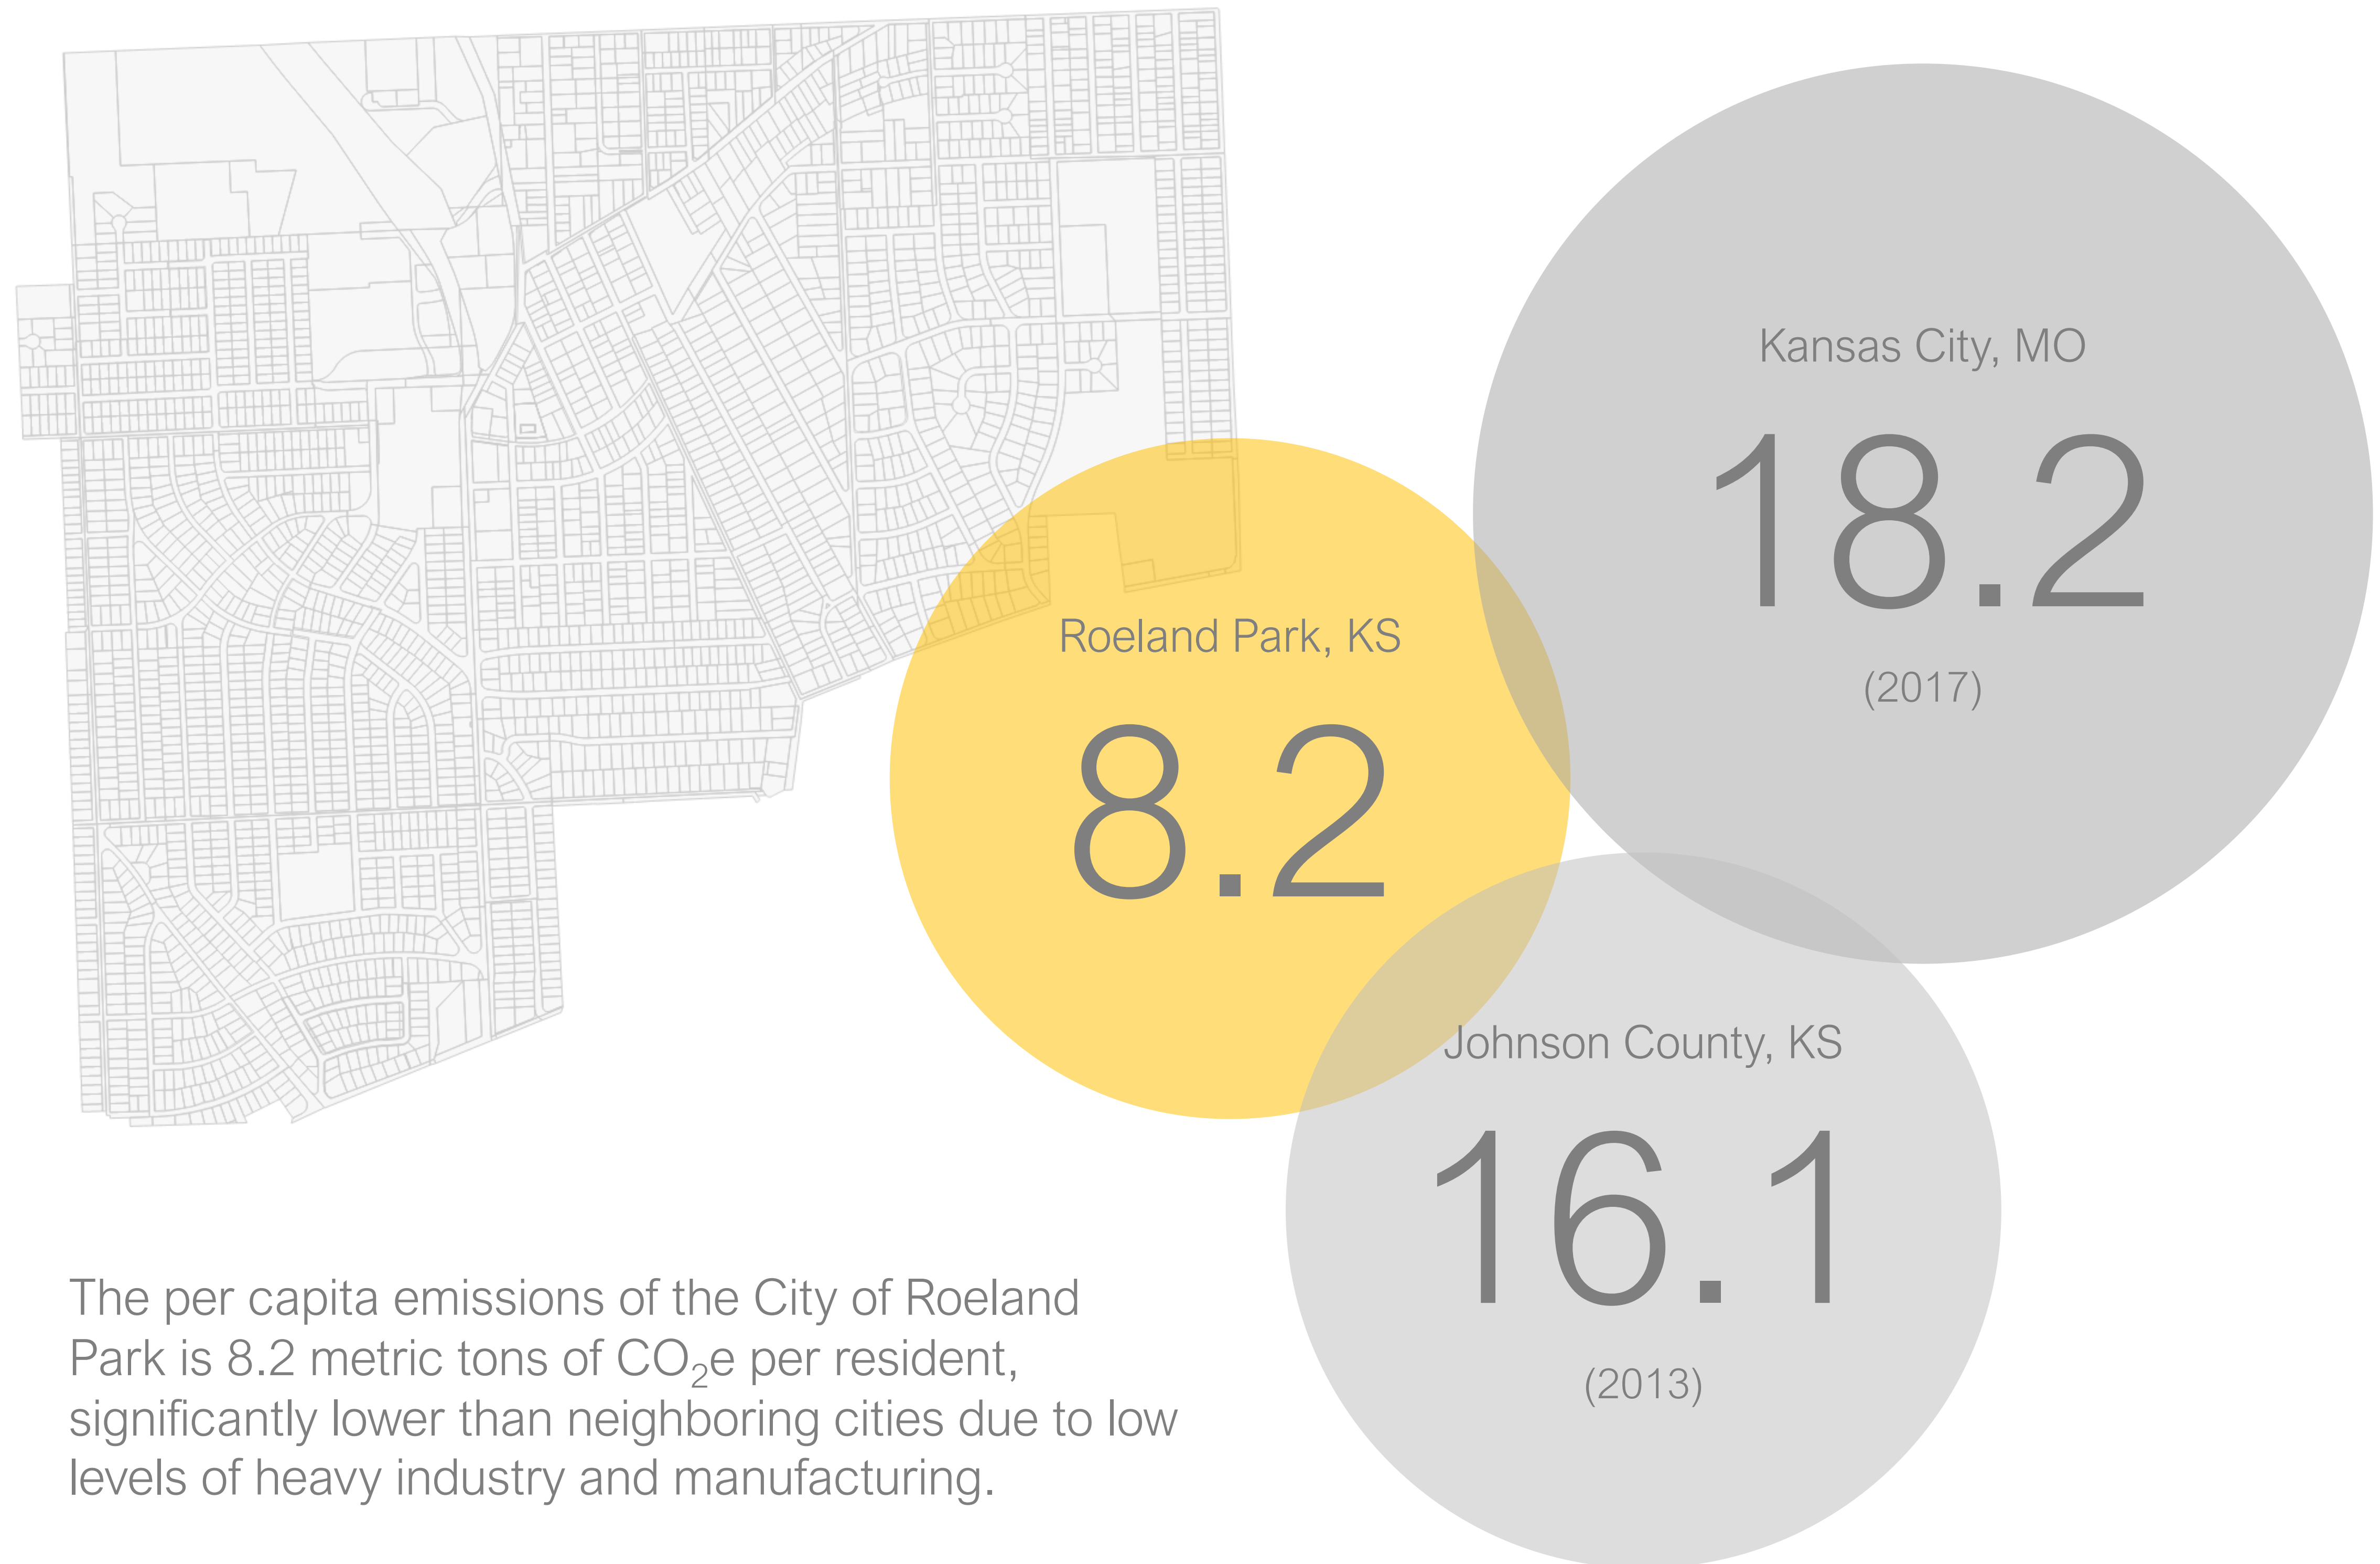 Kansas City, MO
18.2
(2017)
Roeland Park, KS
8.2
Johnson County, KS
16.1
(2013)
The per capita emissions of the City of Roeland
Park is 8.2 metric tons of CO₂e per resident,
significantly lower than neighboring cities due to low
levels of heavy industry and manufacturing.